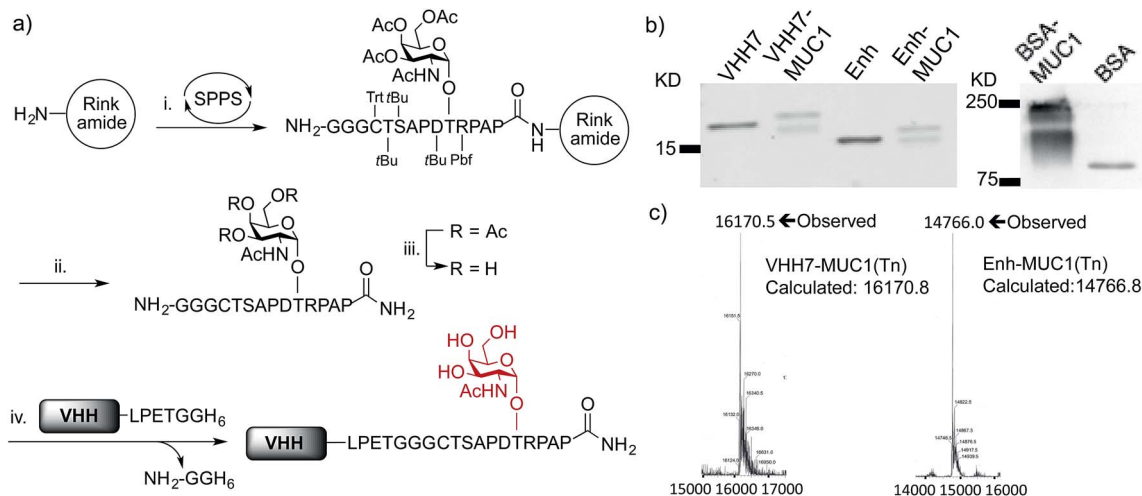 a)
OAc
AcO
AcO
O
AcHN
O
H₂N
Rink
amide
i.
SPPS
Trt tBu
O
NH₂-GGGCTSAPDTRPAP
N
H
Rink
amide
tBu
tBu Pbf
ii.
OR
RO
RO
O
AcHN
O
O
NH₂-GGGCTSAPDTRPAP
NH₂
iii.
R = Ac
R = H
iv.
VHH
-LPETGGH₆
NH₂-GGH₆
HO
OH
HO
O
AcHN
O
O
VHH
-LPETGGGCTSAPDTRPAP
NH₂
b)
KD
VHH7
VHH7-
MUC1
Enh
Enh-
MUC1
15
KD
BSA-
MUC1
BSA
250
75
c)
16170.5 ←Observed
VHH7-MUC1(Tn)
Calculated: 16170.8
16270.0
15000 16000 17000
14766.0 ←Observed
Enh-MUC1(Tn)
Calculated:14766.8
14822.5
14000 15000 16000